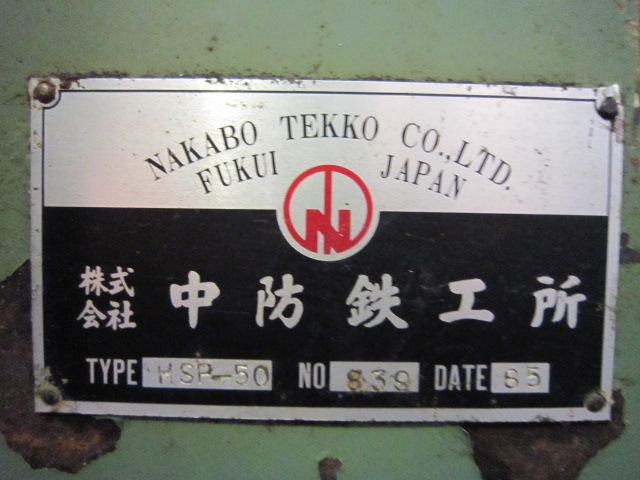 NAKABO TEKKO CO.,LTD.
FUKUI JAPAN
株式会社 中防鉄工所
TYPE HSP-50 NO 839 DATE 65